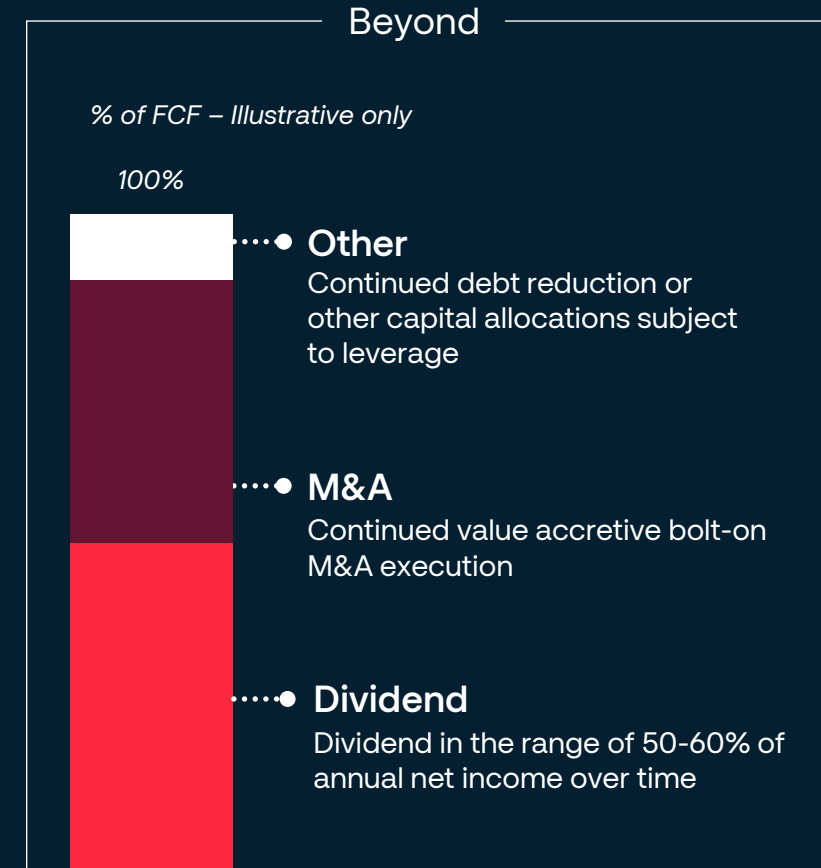 Beyond
% of FCF – Illustrative only
100%
Other
Continued debt reduction or
other capital allocations subject
to leverage
M&A
Continued value accretive bolt-on
M&A execution
Dividend
Dividend in the range of 50-60% of
annual net income over time